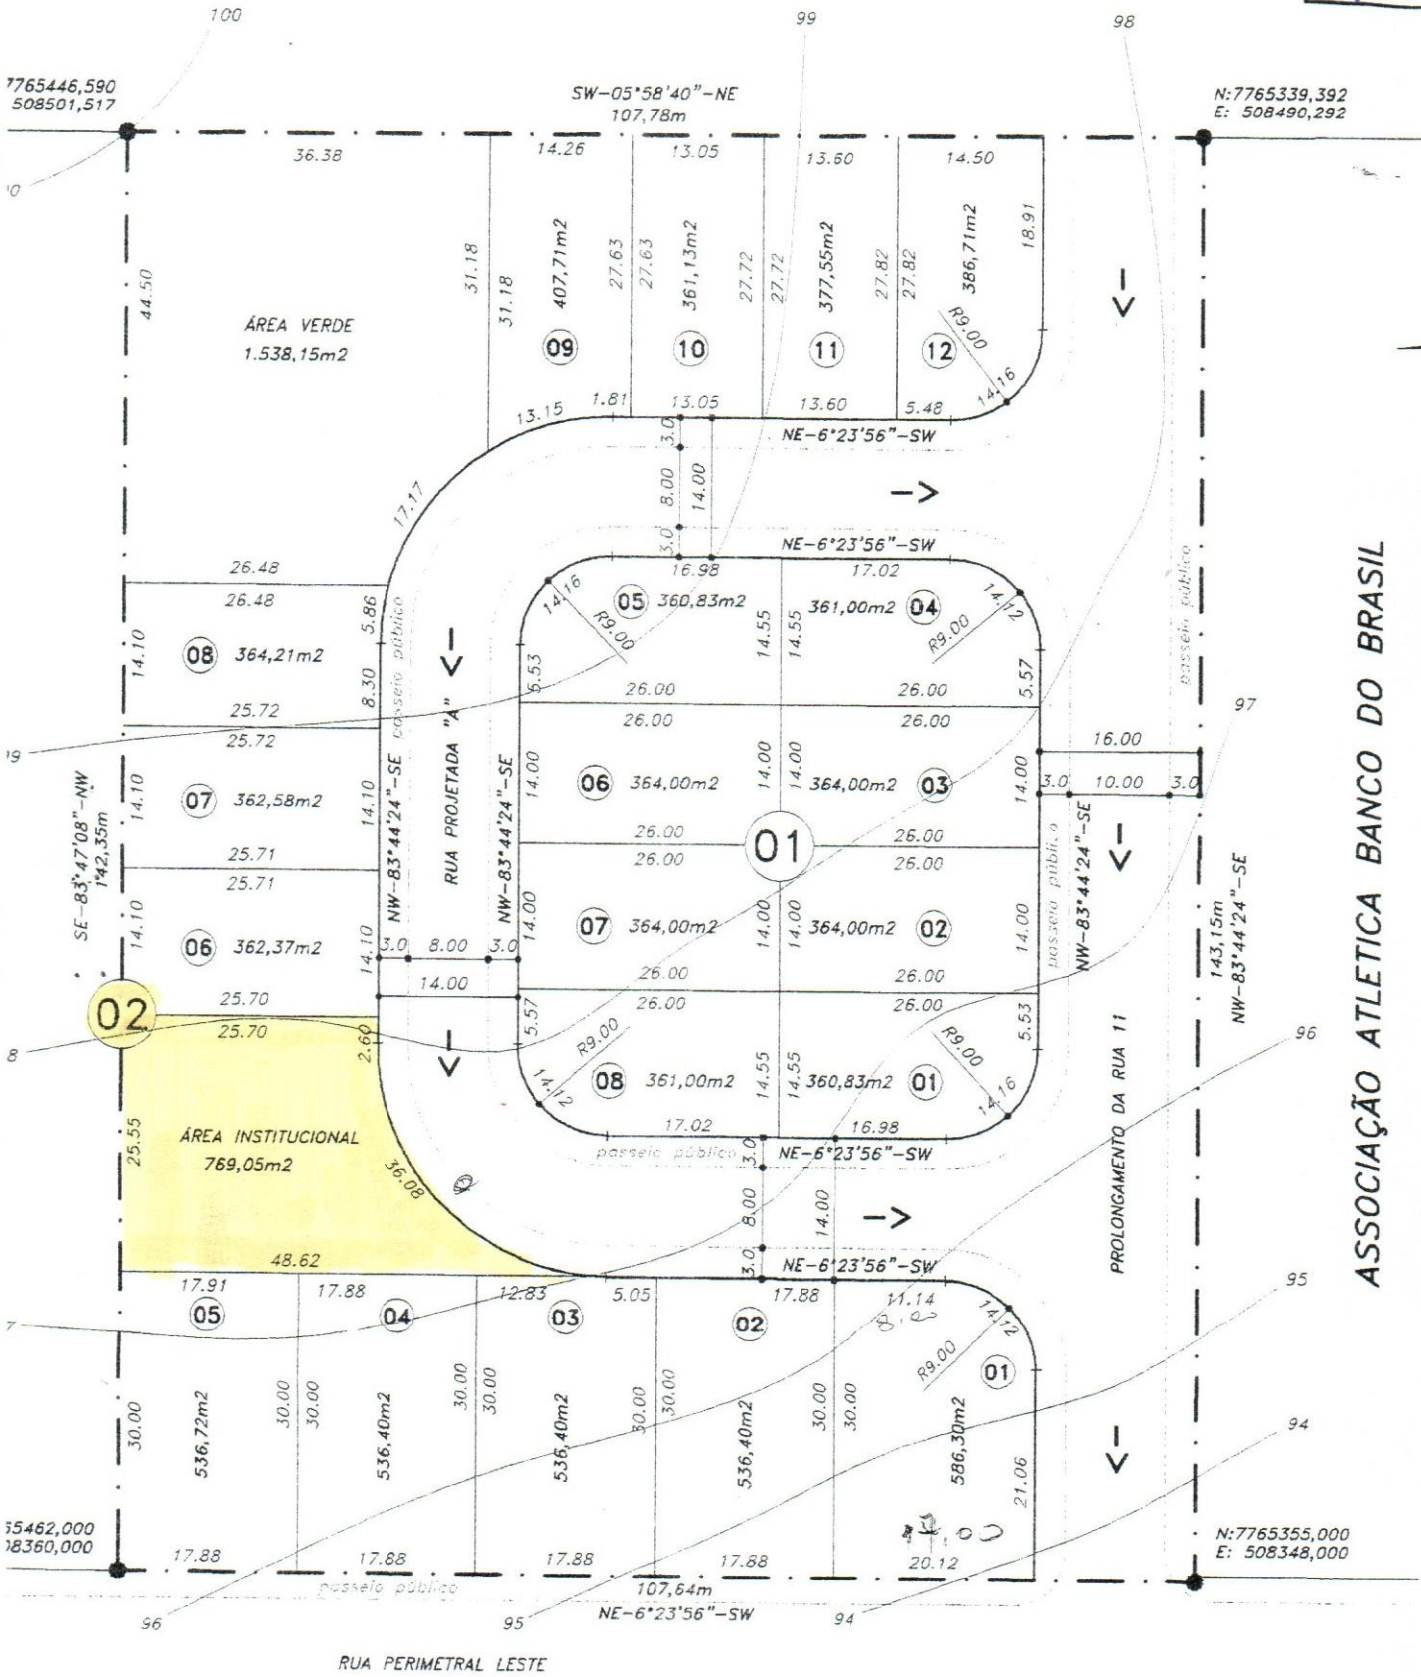 100
99
98
7765446,590
508501,517
SW-05°58'40"-NE
107,78m
N:7765339,392
E: 508490,292
36.38
14.26
13.05
13.60
14.50
44.50
31.18
31.18
407,71m2
27.63
27.63
361,13m2
27.72
27.72
377,55m2
27.82
27.82
386,71m2
18.91
ÁREA VERDE
1.538,15m2
09
10
11
12
R9.00
14.16
13.15
1.81
13.05
13.60
5.48
NE-6°23'56"-SW
3.0
8.00
14.00
3.0
17.17
NE-6°23'56"-SW
16.98
17.02
26.48
26.48
5.86
14.10
08 364,21m2
8.30
25.72
25.72
passeio público
14.16
R9.00
05 360,83m2
361,00m2 04
14.12
R9.00
5.53
14.55
14.55
5.57
26.00
26.00
26.00
26.00
passeio público
97
16.00
3.0
10.00
3.0
SE-83°47'08"-NW
142,35m
14.10
07 362,58m2
14.10
NW-83°44'24"-SE
RUA PROJETADA "A"
NW-83°44'24"-SE
14.00
06 364,00m2
14.00
14.00
364,00m2 03
14.00
25.71
25.71
26.00
26.00
01
26.00
26.00
passeio público
NW-83°44'24"-SE
14.10
06 362,37m2
14.10
3.0
8.00
3.0
14.00
14.00
07 364,00m2
14.00
14.00
364,00m2 02
14.00
143,15m
NW-83°44'24"-SE
ASSOCIAÇÃO ATLETICA BANCO DO BRASIL
02
25.70
25.70
2.60
26.00
26.00
26.00
26.00
5.57
R9.00
14.12
08 361,00m2
14.55
14.55
360,83m2 01
R9.00
14.16
5.53
96
25.55
ÁREA INSTITUCIONAL
769,05m2
36.08
17.02
16.98
passeio público
NE-6°23'56"-SW
3.0
8.00
14.00
3.0
PROLONGAMENTO DA RUA 11
48.62
NE-6°23'56"-SW
95
17.91
17.88
12.83
5.05
17.88
11.14
8.00
14.12
R9.00
05
04
03
02
01
30.00
536,72m2
30.00
30.00
536,40m2
30.00
30.00
536,40m2
30.00
30.00
536,40m2
30.00
30.00
586,30m2
21.06
94
65462,000
08360,000
17.88
17.88
17.88
17.88
20.12
N:7765355,000
E: 508348,000
passeio público
107,64m
NE-6°23'56"-SW
96
95
94
RUA PERIMETRAL LESTE